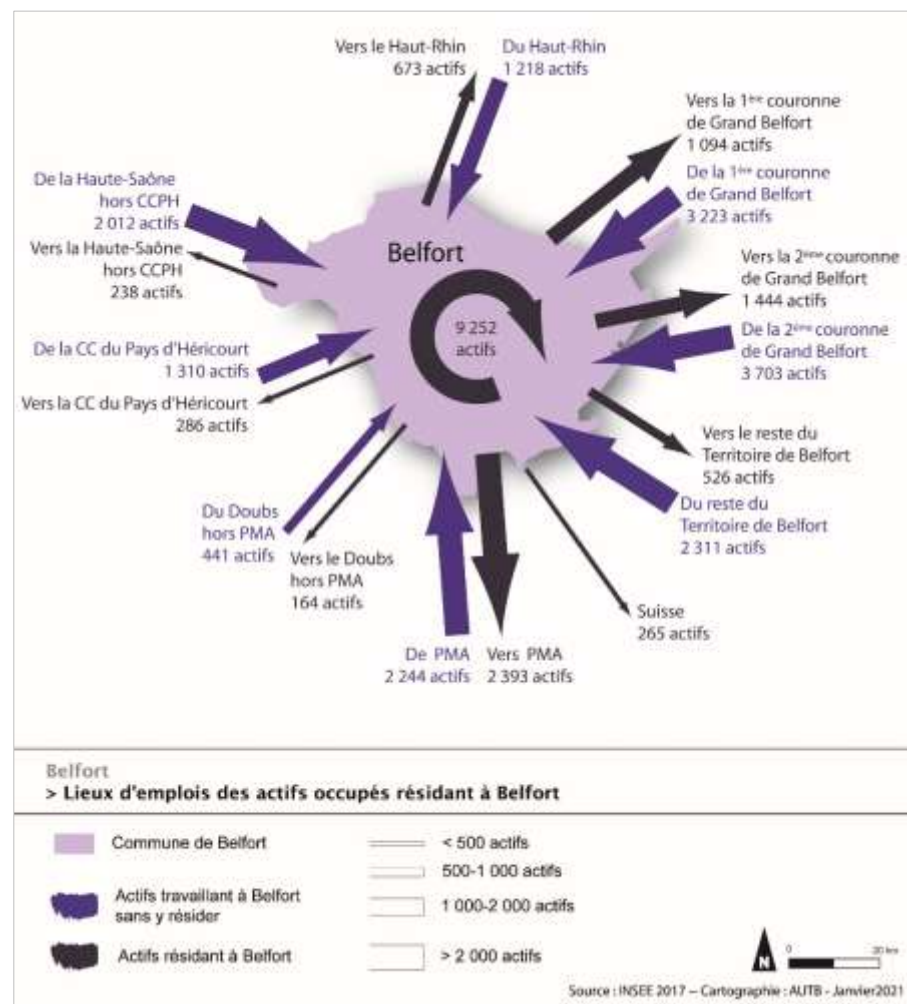 Vers le Haut-Rhin
673 actifs
Du Haut-Rhin
1 218 actifs
Vers la 1ère couronne
de Grand Belfort
1 094 actifs
De la 1ère couronne
de Grand Belfort
3 223 actifs
De la Haute-Saône
hors CCPH
2 012 actifs
Vers la Haute-Saône
hors CCPH
238 actifs
Belfort
9 252
actifs
Vers la 2ème couronne
de Grand Belfort
1 444 actifs
De la 2ème couronne
de Grand Belfort
3 703 actifs
De la CC du Pays d'Héricourt
1 310 actifs
Vers la CC du Pays d'Héricourt
286 actifs
Vers le reste du
Territoire de Belfort
526 actifs
Du reste du
Territoire de Belfort
2 311 actifs
Du Doubs
hors PMA
441 actifs
Vers le Doubs
hors PMA
164 actifs
De PMA
2 244 actifs
Vers PMA
2 393 actifs
Suisse
265 actifs
Belfort
> Lieux d'emplois des actifs occupés résidant à Belfort
Commune de Belfort
Actifs travaillant à Belfort
sans y résider
Actifs résidant à Belfort
< 500 actifs
500-1 000 actifs
1 000-2 000 actifs
> 2 000 actifs
N
0
20 km
Source : INSEE 2017 – Cartographie : AUTB - Janvier2021